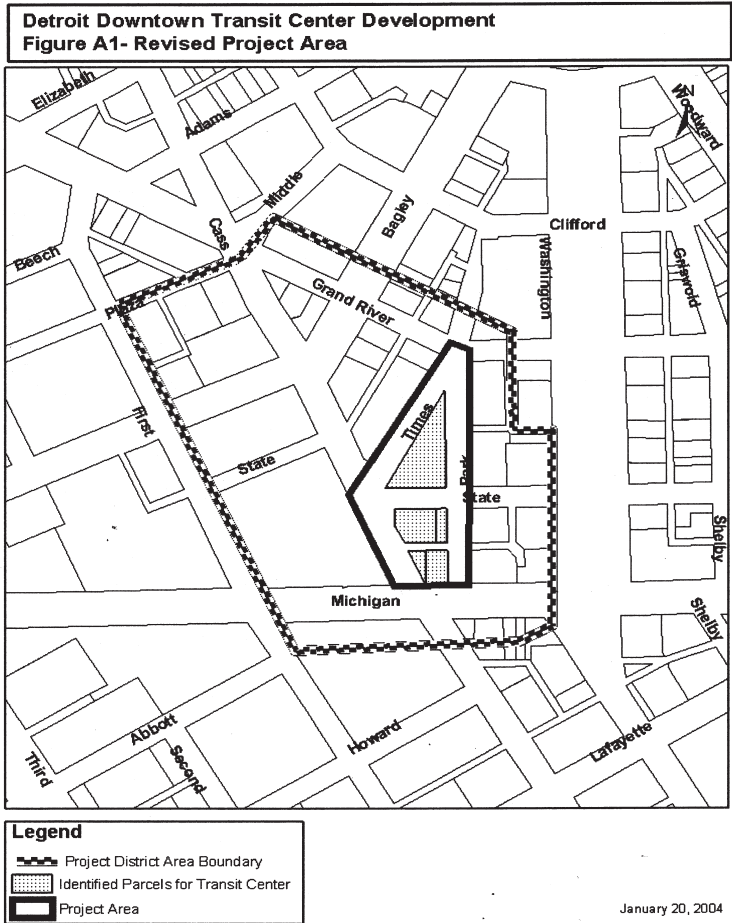 Detroit Downtown Transit Center Development
Figure A1- Revised Project Area
Elizabeth
Adams
Woodward
N
Middle
Bagley
Cass
Clifford
Washington
Beech
Griswold
Grand River
Plaza
First
Times
State
Park
State
Shelby
Michigan
Shelby
Abbott
Howard
Lafayette
Third
Second
Legend
Project District Area Boundary
Identified Parcels for Transit Center
Project Area
January 20, 2004